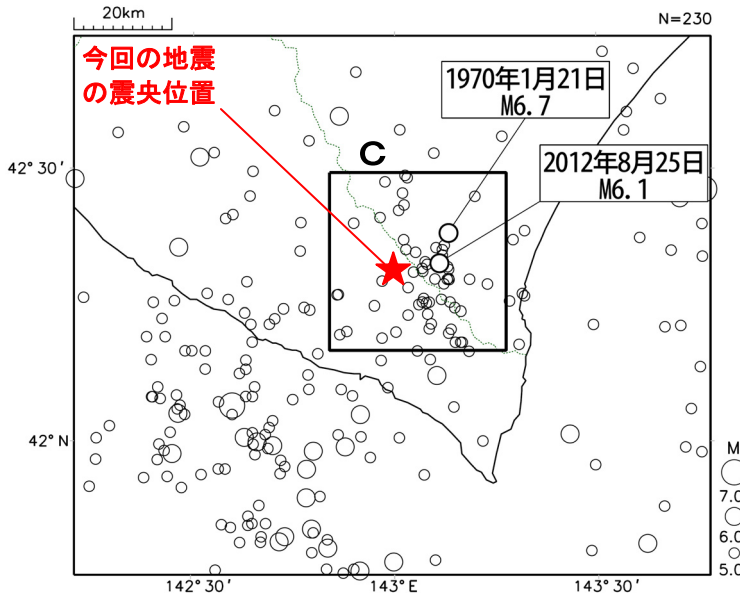 20km
N=230
今回の地震
の震央位置
1970年1月21日
M6.7
C
2012年8月25日
M6.1
42°30′
42°N
M
7.0
6.0
5.0
142°30′
143°E
143°30′